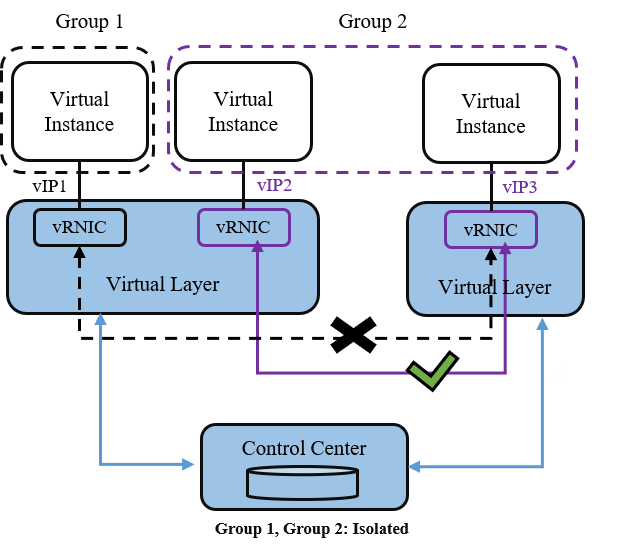 Group 1
Group 2
Virtual
Instance
Virtual
Instance
Virtual
Instance
vIP1
vIP2
vIP3
vRNIC
vRNIC
vRNIC
Virtual Layer
Virtual Layer
Control Center
Group 1, Group 2: Isolated